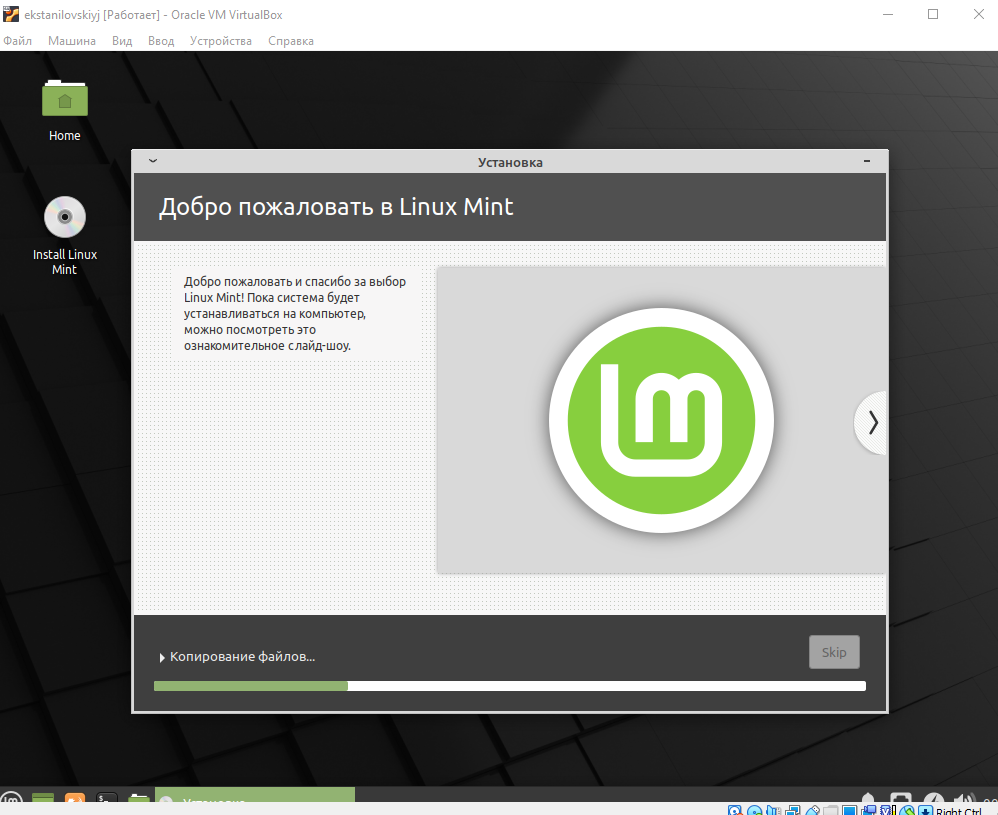 ekstanilovskiyj [Работает] - Oracle VM VirtualBox
Файл Машина Вид Ввод Устройства Справка
Home
Install Linux
Mint
Установка
Добро пожаловать в Linux Mint
Добро пожаловать и спасибо за выбор
Linux Mint! Пока система будет
устанавливаться на компьютер,
можно посмотреть это
ознакомительное слайд-шоу.
Копирование файлов...
Skip
Установка
Right Ctrl